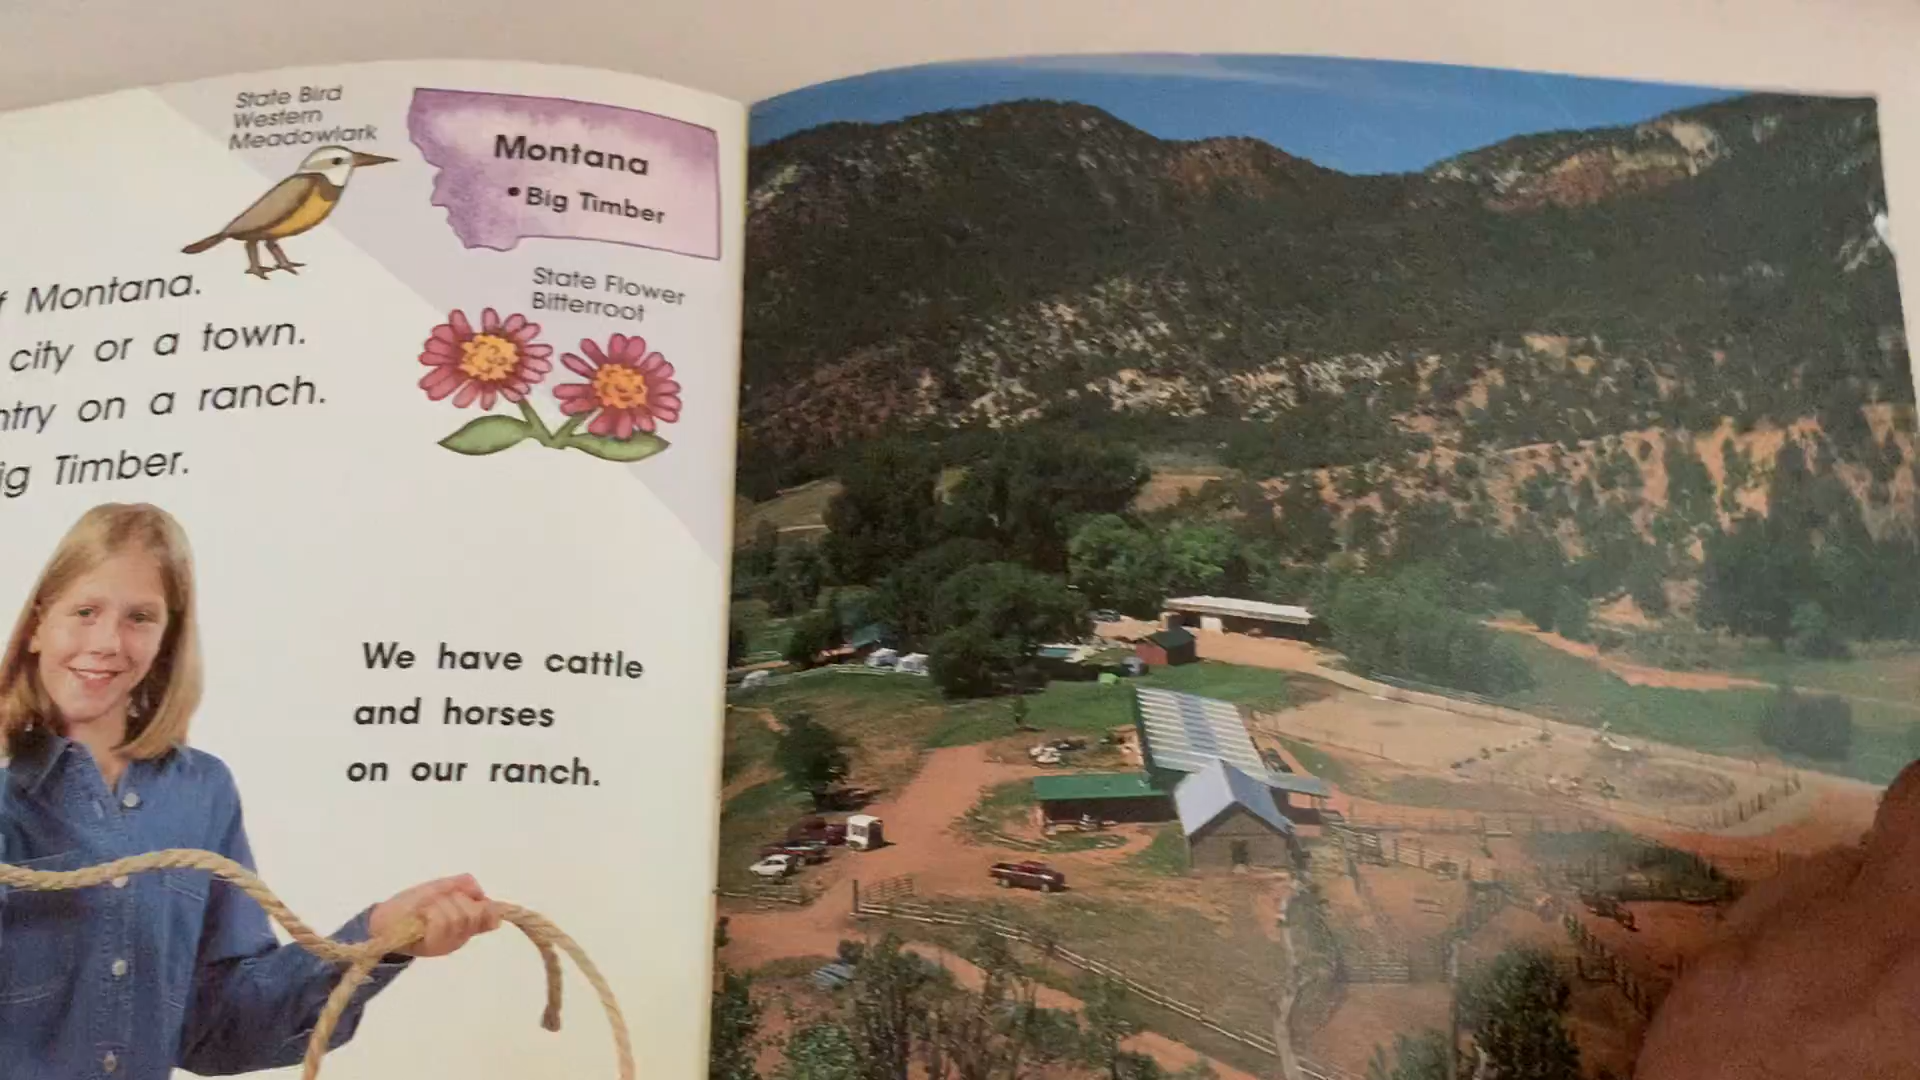 State Bird
Western
Meadowlark
Montana
• Big Timber
State Flower
Bitterroot
Montana.
city or a town.
on a ranch.
Timber.
We have cattle
and horses
on our ranch.